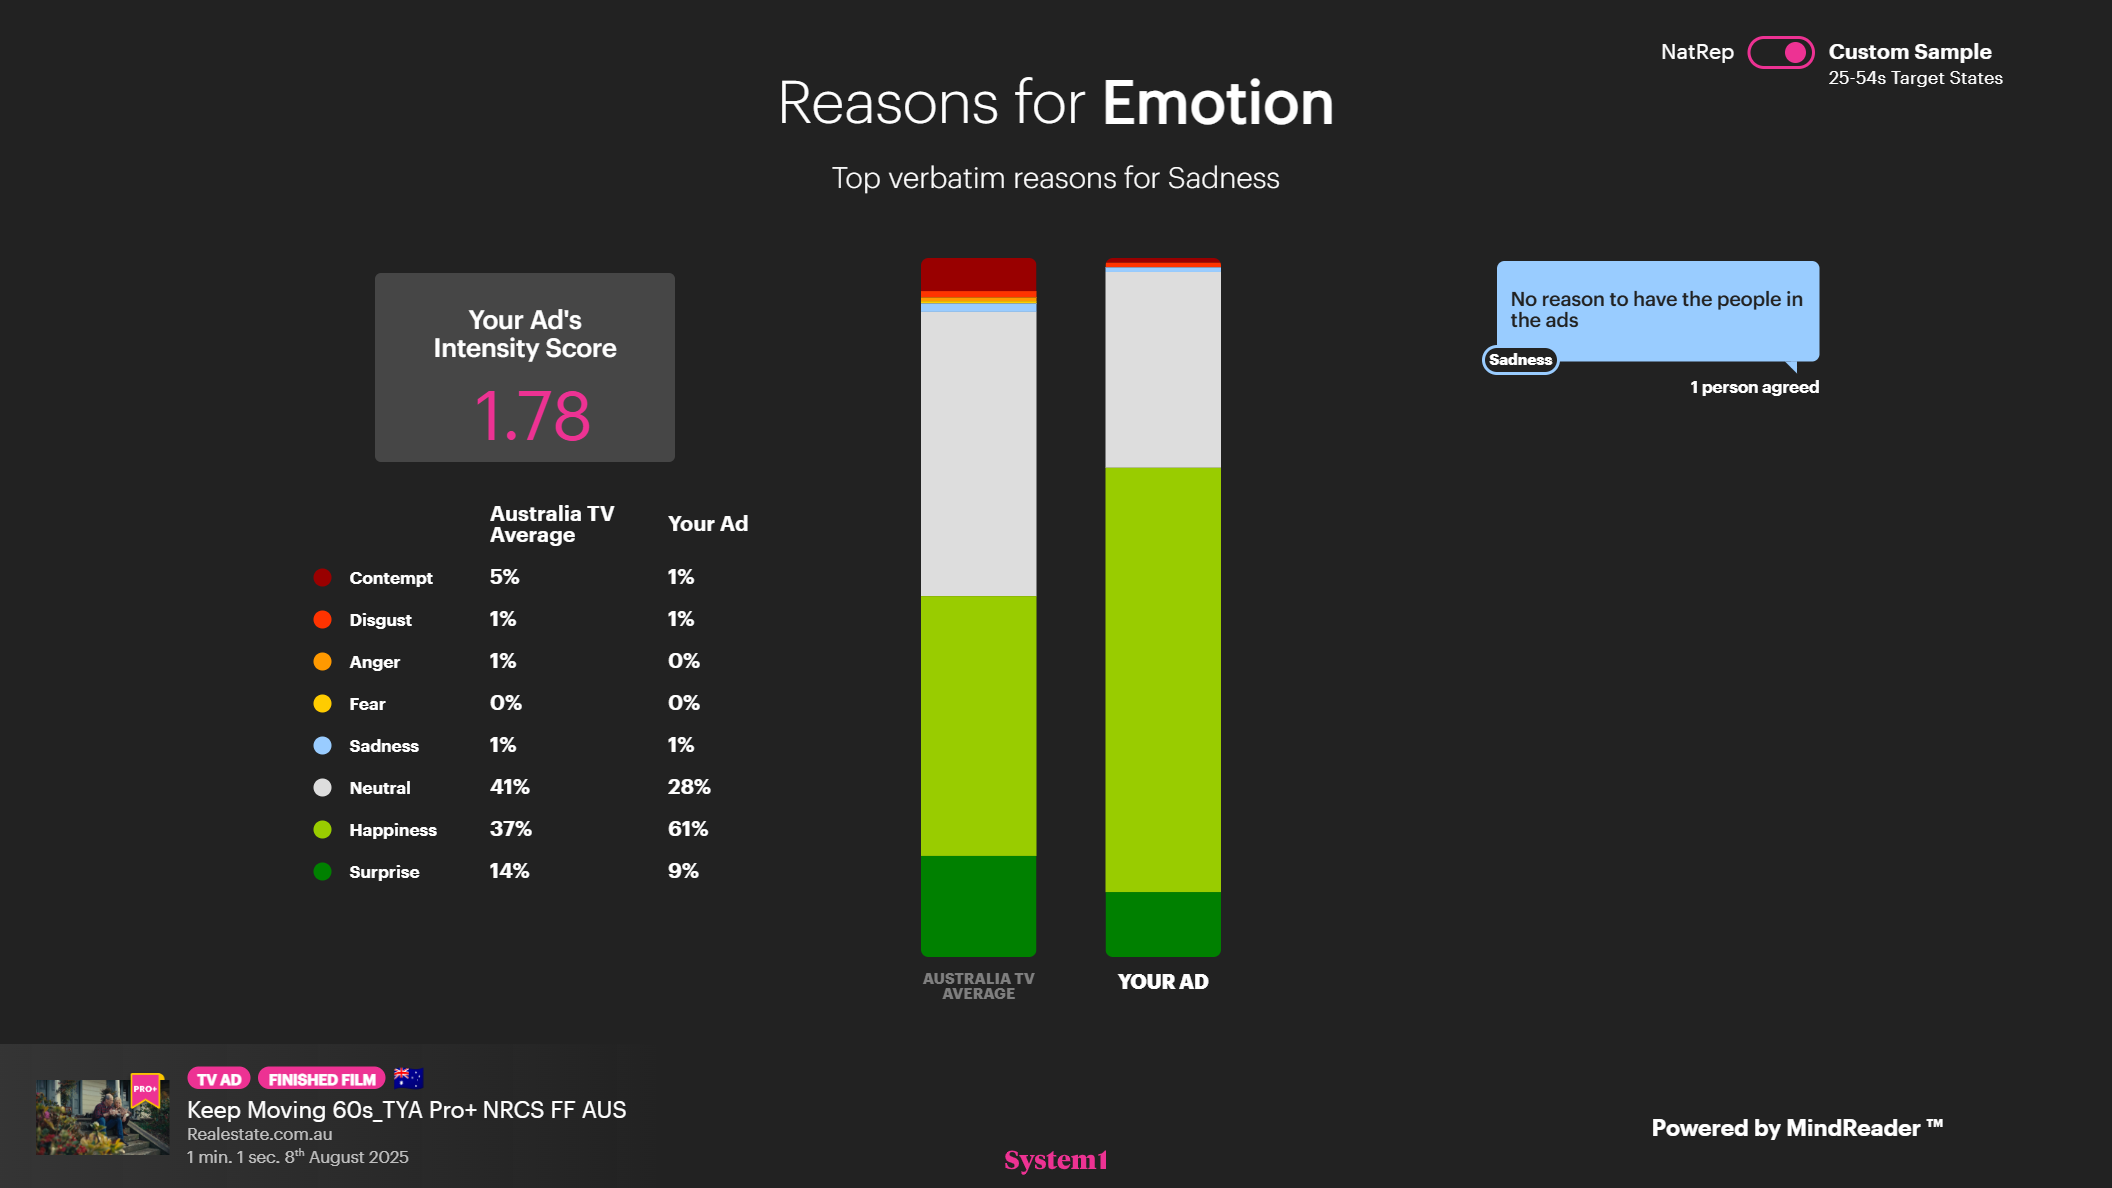 NatRep
Custom Sample
25-54s Target States
Reasons for Emotion
Top verbatim reasons for Sadness
Your Ad's
Intensity Score
1.78
Australia TV
Average
Your Ad
Contempt 5% 1%
Disgust 1% 1%
Anger 1% 0%
Fear 0% 0%
Sadness 1% 1%
Neutral 41% 28%
Happiness 37% 61%
Surprise 14% 9%
AUSTRALIA TV
AVERAGE
YOUR AD
No reason to have the people in
the ads
Sadness
1 person agreed
PRO+
TV AD FINISHED FILM
Keep Moving 60s_TYA Pro+ NRCS FF AUS
Realestate.com.au
1 min. 1 sec. 8th August 2025
System1
Powered by MindReader ™